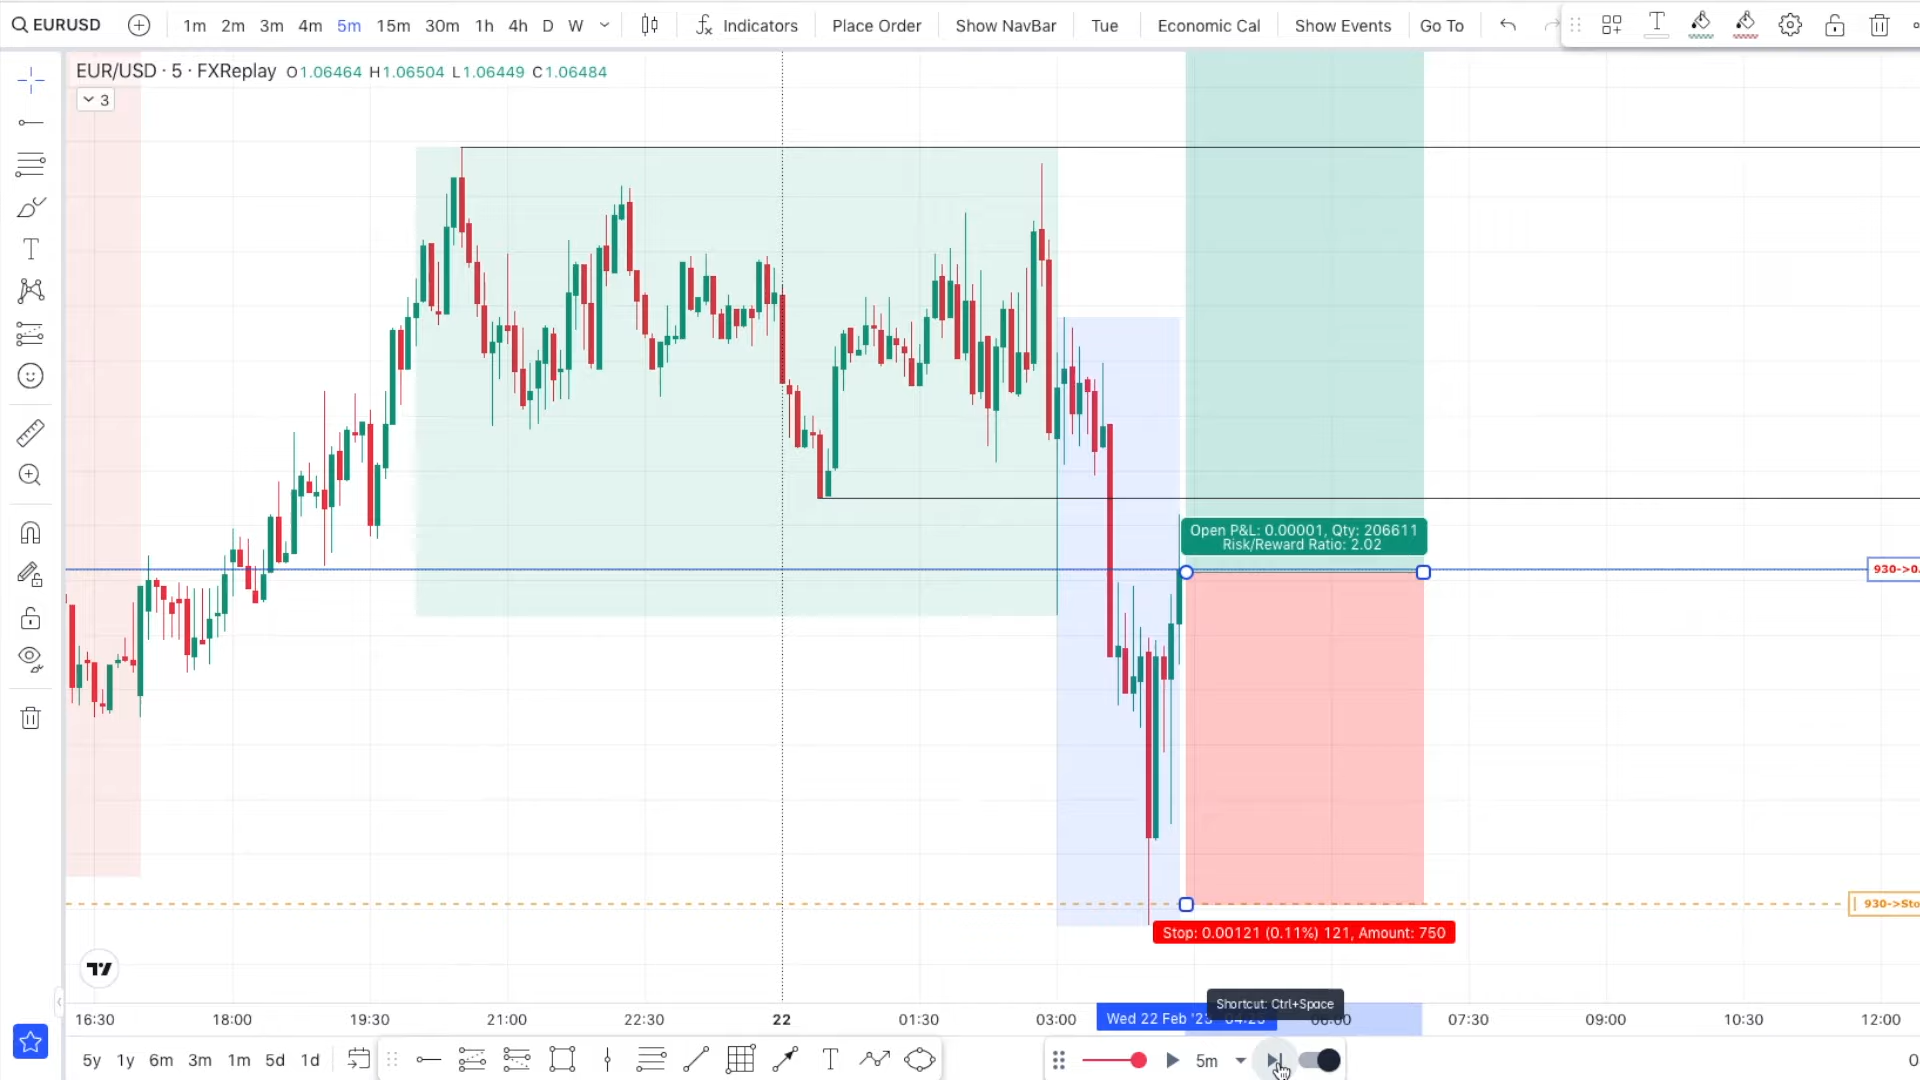 EURUSD 1m 2m 3m 4m 5m 15m 30m 1h 4h D W Indicators Place Order Show NavBar Tue Economic Cal Show Events Go To
EUR/USD · 5 · FXReplay O1.06464 H1.06504 L1.06449 C1.06484
3
Open P&L: 0.00001, Qty: 206611
Risk/Reward Ratio: 2.02
930->0.
930->Sto
Stop: 0.00121 (0.11%) 121, Amount: 750
Shortcut: Ctrl+Space
16:30 18:00 19:30 21:00 22:30 22 01:30 03:00 Wed 22 Feb '23 07:30 09:00 10:30 12:00
5y 1y 6m 3m 1m 5d 1d 5m 0